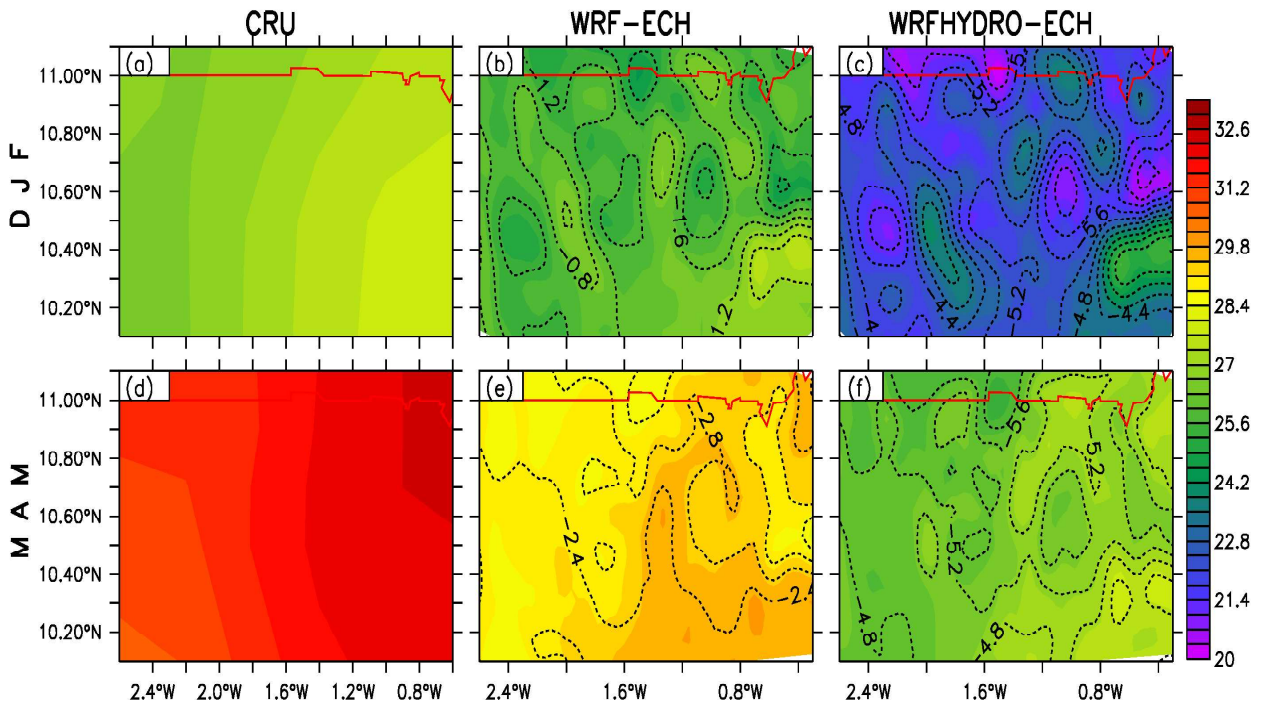 CRU WRF-ECH WRFHYDRO-ECH
D J F
(a) (b) (c)
11.00°N
10.80°N
10.60°N
10.40°N
10.20°N
-1.2 -1.6 -0.8 -1.2
-4.8 -5.2 -5.6 -5.2 -4.8 -4.4 -4 -4.4
M A M
(d) (e) (f)
11.00°N
10.80°N
10.60°N
10.40°N
10.20°N
-2.8 -2.4 -2.4
-5.6 -5.2 -5.2 -4.8 -4.8
2.4°W 2.0°W 1.6°W 1.2°W 0.8°W 1.6°W 0.8°W 2.4°W 1.6°W 0.8°W
32.6
31.2
29.8
28.4
27
25.6
24.2
22.8
21.4
20